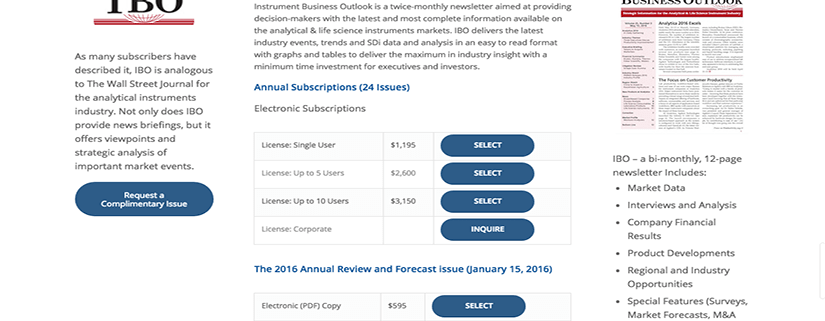 IBO
As many subscribers have
described it, IBO is analogous
to The Wall Street Journal for
the analytical instruments
industry. Not only does IBO
provide news briefings, but it
offers viewpoints and
strategic analysis of
important market events.
Request a
Complimentary Issue
Instrument Business Outlook is a twice-monthly newsletter aimed at providing
decision-makers with the latest and most complete information available on
the analytical & life science instruments markets. IBO delivers the latest
industry events, trends and SDi data and analysis in an easy to read format
with graphs and tables to deliver the maximum in industry insight with a
minimum time investment for executives and investors.
Annual Subscriptions (24 Issues)
Electronic Subscriptions
License: Single User $1,195 SELECT
License: Up to 5 Users $2,600 SELECT
License: Up to 10 Users $3,150 SELECT
License: Corporate INQUIRE
The 2016 Annual Review and Forecast issue (January 15, 2016)
Electronic (PDF) Copy $595 SELECT
BUSINESS OUTLOOK
Analytica 2016 Excels
The Focus on Customer Productivity
IBO – a bi-monthly, 12-page
newsletter Includes:
• Market Data
• Interviews and Analysis
• Company Financial
Results
• Product Developments
• Regional and Industry
Opportunities
• Special Features (Surveys,
Market Forecasts, M&A